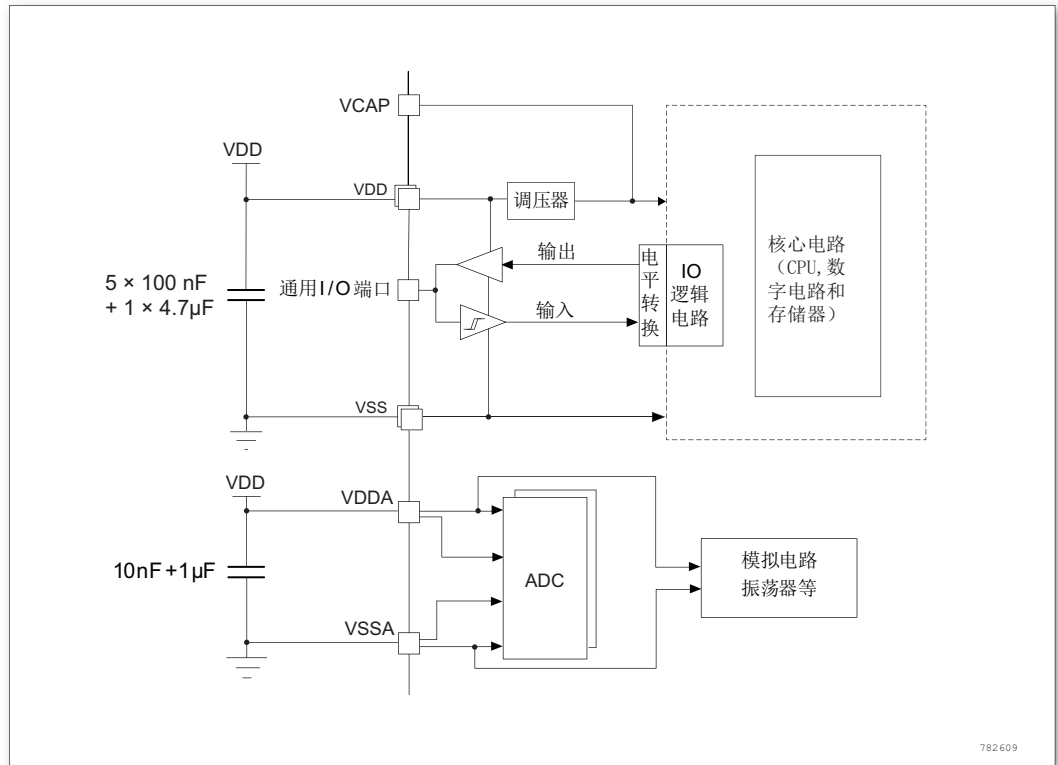 VCAP
VDD
VDD
调压器
输出
通用I/O端口
输入
电平转换
IO
逻辑
电路
核心电路
（CPU,数
字电路和
存储器）
5 × 100 nF
+ 1 × 4.7µF
VSS
VDD
VDDA
10nF+1µF
ADC
模拟电路
振荡器等
VSSA
782609